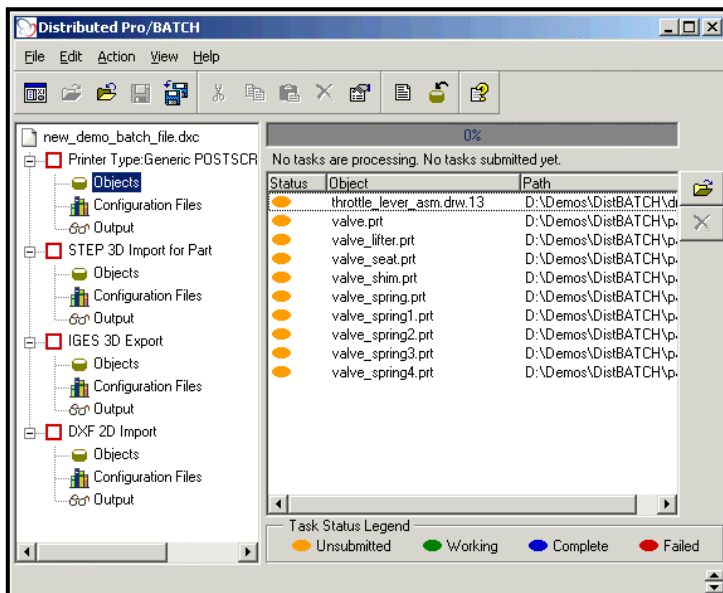 Distributed Pro/BATCH
File Edit Action View Help
new_demo_batch_file.dxc
Printer Type:Generic POSTSCR
Objects
Configuration Files
Output
STEP 3D Import for Part
Objects
Configuration Files
Output
IGES 3D Export
Objects
Configuration Files
Output
DXF 2D Import
Objects
Configuration Files
Output
0%
No tasks are processing. No tasks submitted yet.
Status Object Path
throttle_lever_asm.drw.13 D:\Demos\DistBATCH\d
valve.prt D:\Demos\DistBATCH\p
valve_lifter.prt D:\Demos\DistBATCH\p
valve_seat.prt D:\Demos\DistBATCH\p
valve_shim.prt D:\Demos\DistBATCH\p
valve_spring.prt D:\Demos\DistBATCH\p
valve_spring1.prt D:\Demos\DistBATCH\p
valve_spring2.prt D:\Demos\DistBATCH\p
valve_spring3.prt D:\Demos\DistBATCH\p
valve_spring4.prt D:\Demos\DistBATCH\p
Task Status Legend
Unsubmitted Working Complete Failed